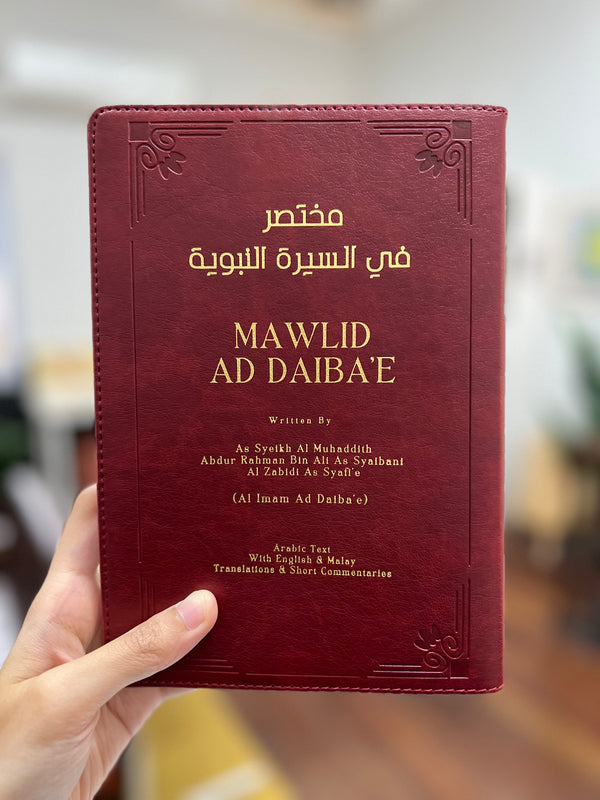 مختصر
في السيرة النبوية
MAWLID
AD DAIBA'E
Written By
As Syeikh Al Muhaddith
Abdur Rahman Bin Ali As Syaibani
Al Zabidi As Syafi'e
(Al Imam Ad Daiba'e)
Arabic Text
With English & Malay
Translations & Short Commentaries